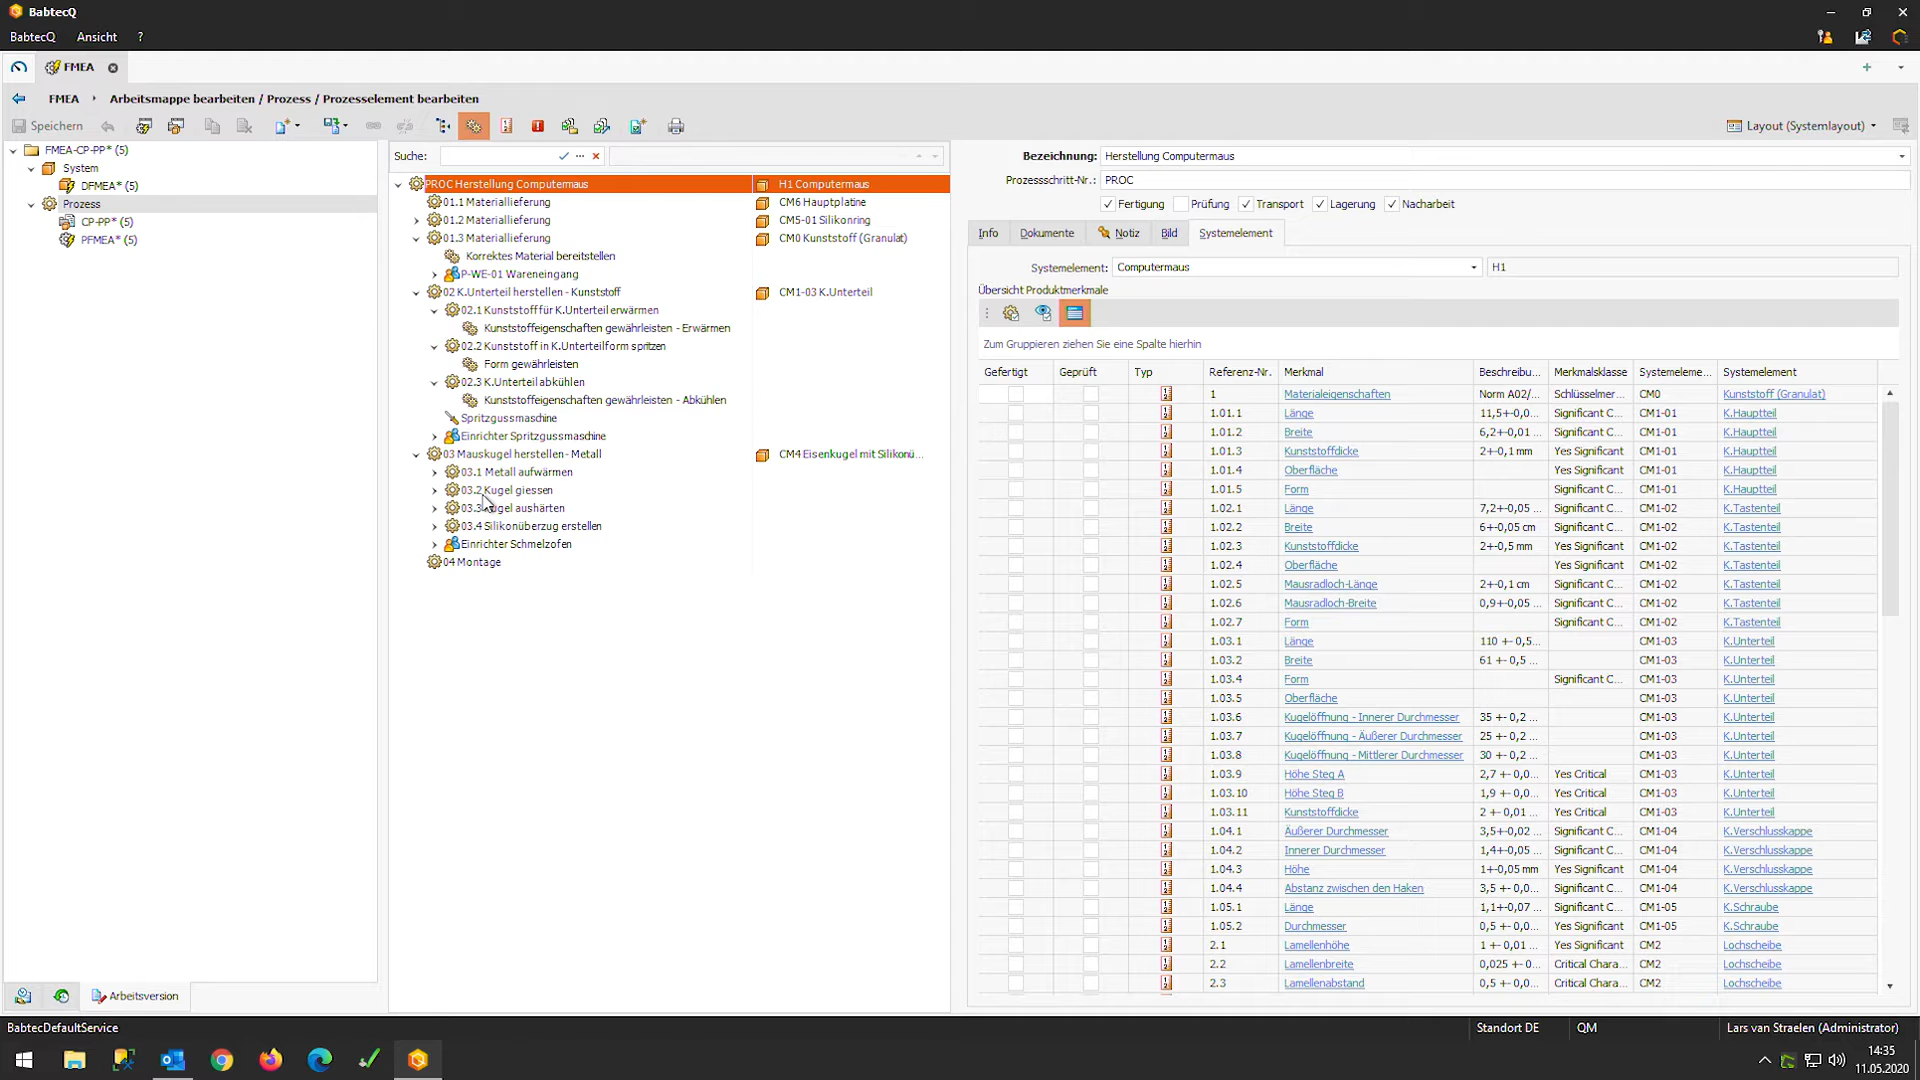 BabtecQ
BabtecQ Ansicht ?
FMEA
FMEA Arbeitsmappe bearbeiten / Prozess / Prozesselement bearbeiten
Speichern
Layout (Systemlayout)
FMEA-CP-PP* (5)
System
DFMEA* (5)
Prozess
CP-PP* (5)
PFMEA* (5)
Arbeitsversion
Suche:
PROC Herstellung Computermaus H1 Computermaus
01.1 Materiallieferung CM6 Hauptplatine
01.2 Materiallieferung CM5-01 Silikonring
01.3 Materiallieferung CM0 Kunststoff (Granulat)
Korrektes Material bereitstellen
P-WE-01 Wareneingang
02 K.Unterteil herstellen - Kunststoff CM1-03 K.Unterteil
02.1 Kunststoff für K.Unterteil erwärmen
Kunststoffeigenschaften gewährleisten - Erwärmen
02.2 Kunststoff in K.Unterteilform spritzen
Form gewährleisten
02.3 K.Unterteil abkühlen
Kunststoffeigenschaften gewährleisten - Abkühlen
Spritzgussmaschine
Einrichter Spritzgussmaschine
03 Mauskugel herstellen - Metall CM4 Eisenkugel mit Silikonü...
03.1 Metall aufwärmen
03.2 Kugel giessen
03.3 Kugel aushärten
03.4 Silikonüberzug erstellen
Einrichter Schmelzofen
04 Montage
Bezeichnung: Herstellung Computermaus
Prozessschritt-Nr.: PROC
Fertigung Prüfung Transport Lagerung Nacharbeit
Info Dokumente Notiz Bild Systemelement
Systemelement: Computermaus H1
Übersicht Produktmerkmale
Zum Gruppieren ziehen Sie eine Spalte hierhin
Gefertigt Geprüft Typ Referenz-Nr. Merkmal Beschreibu... Merkmalsklasse Systemeleme... Systemelement
1 Materialeigenschaften Norm A02/... Schlüsselmer... CM0 Kunststoff (Granulat)
1.01.1 Länge 11,5+-0,0... Significant C... CM1-01 K.Hauptteil
1.01.2 Breite 6,2+-0,01 ... Significant C... CM1-01 K.Hauptteil
1.01.3 Kunststoffdicke 2+-0,1 mm Yes Significant CM1-01 K.Hauptteil
1.01.4 Oberfläche Yes Significant CM1-01 K.Hauptteil
1.01.5 Form Significant C... CM1-01 K.Hauptteil
1.02.1 Länge 7,2+-0,05 ... Significant C... CM1-02 K.Tastenteil
1.02.2 Breite 6+-0,05 cm Significant C... CM1-02 K.Tastenteil
1.02.3 Kunststoffdicke 2+-0,5 mm Yes Significant CM1-02 K.Tastenteil
1.02.4 Oberfläche Yes Significant CM1-02 K.Tastenteil
1.02.5 Mausradloch-Länge 2+-0,1 cm Significant C... CM1-02 K.Tastenteil
1.02.6 Mausradloch-Breite 0,9+-0,05 ... Significant C... CM1-02 K.Tastenteil
1.02.7 Form Significant C... CM1-02 K.Tastenteil
1.03.1 Länge 110 +- 0,5... CM1-03 K.Unterteil
1.03.2 Breite 61 +- 0,5 ... CM1-03 K.Unterteil
1.03.4 Form Significant C... CM1-03 K.Unterteil
1.03.5 Oberfläche CM1-03 K.Unterteil
1.03.6 Kugelöffnung - Innerer Durchmesser 35 +- 0,2 ... CM1-03 K.Unterteil
1.03.7 Kugelöffnung - Äußerer Durchmesser 25 +- 0,2 ... CM1-03 K.Unterteil
1.03.8 Kugelöffnung - Mittlerer Durchmesser 30 +- 0,2 ... CM1-03 K.Unterteil
1.03.9 Höhe Steg A 2,7 +- 0,0... Yes Critical CM1-03 K.Unterteil
1.03.10 Höhe Steg B 1,9 +- 0,0... Yes Critical CM1-03 K.Unterteil
1.03.11 Kunststoffdicke 2 +- 0,01 ... Yes Critical CM1-03 K.Unterteil
1.04.1 Äußerer Durchmesser 3,5+-0,02 ... Significant C... CM1-04 K.Verschlusskappe
1.04.2 Innerer Durchmesser 1,4+-0,05 ... Significant C... CM1-04 K.Verschlusskappe
1.04.3 Höhe 1+-0,05 mm Yes Significant CM1-04 K.Verschlusskappe
1.04.4 Abstand zwischen den Haken 3,5 +- 0,0... Significant C... CM1-04 K.Verschlusskappe
1.05.1 Länge 1,1+-0,07 ... Significant C... CM1-05 K.Schraube
1.05.2 Durchmesser 0,5 +- 0,0... Yes Significant CM1-05 K.Schraube
2.1 Lamellenhöhe 1 +- 0,01 ... Yes Significant CM2 Lochscheibe
2.2 Lamellenbreite 0,025 +- 0... Critical Chara... CM2 Lochscheibe
2.3 Lamellenabstand 0,5 +- 0,0... Critical Chara... CM2 Lochscheibe
BabtecDefaultService Standort DE QM Lars van Straelen (Administrator)
14:35
11.05.2020